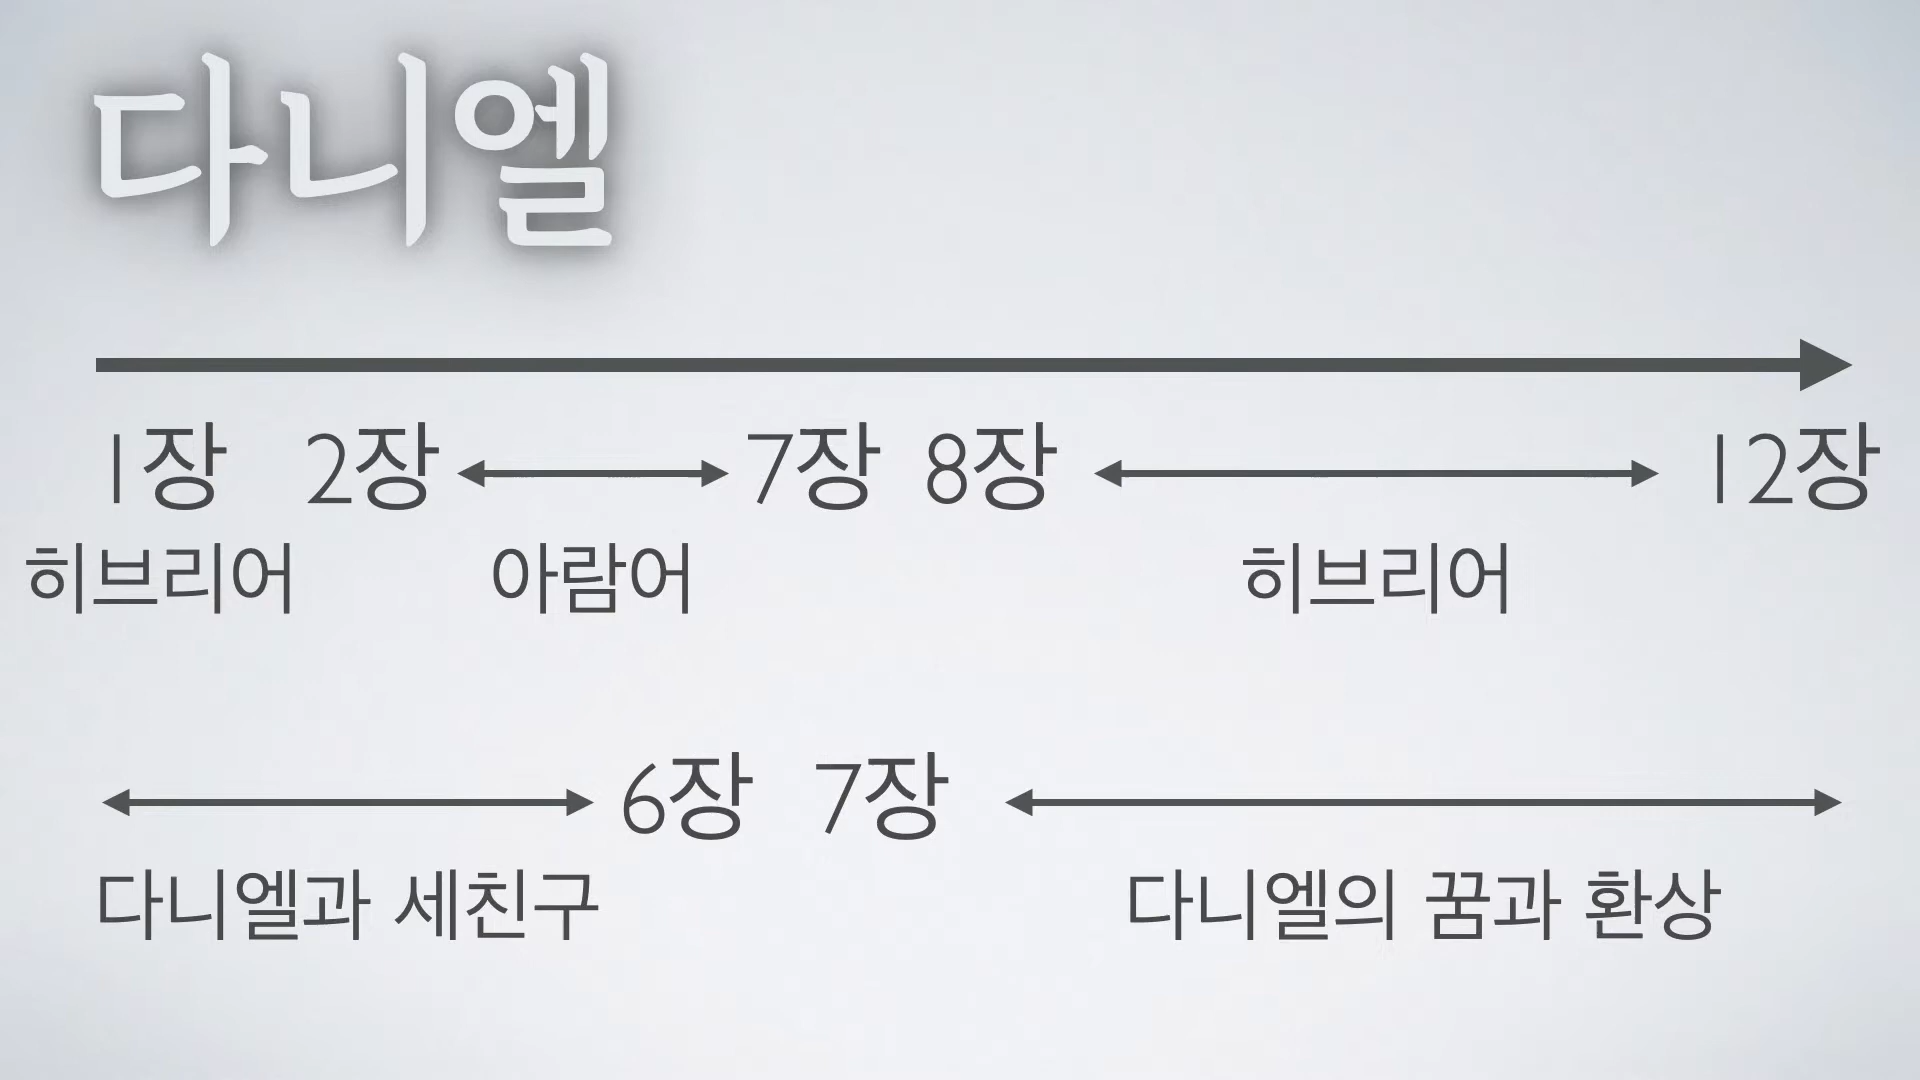 다니엘
1장 2장 7장 8장 12장
히브리어 아람어 히브리어
6장 7장
다니엘과 세친구 다니엘의 꿈과 환상